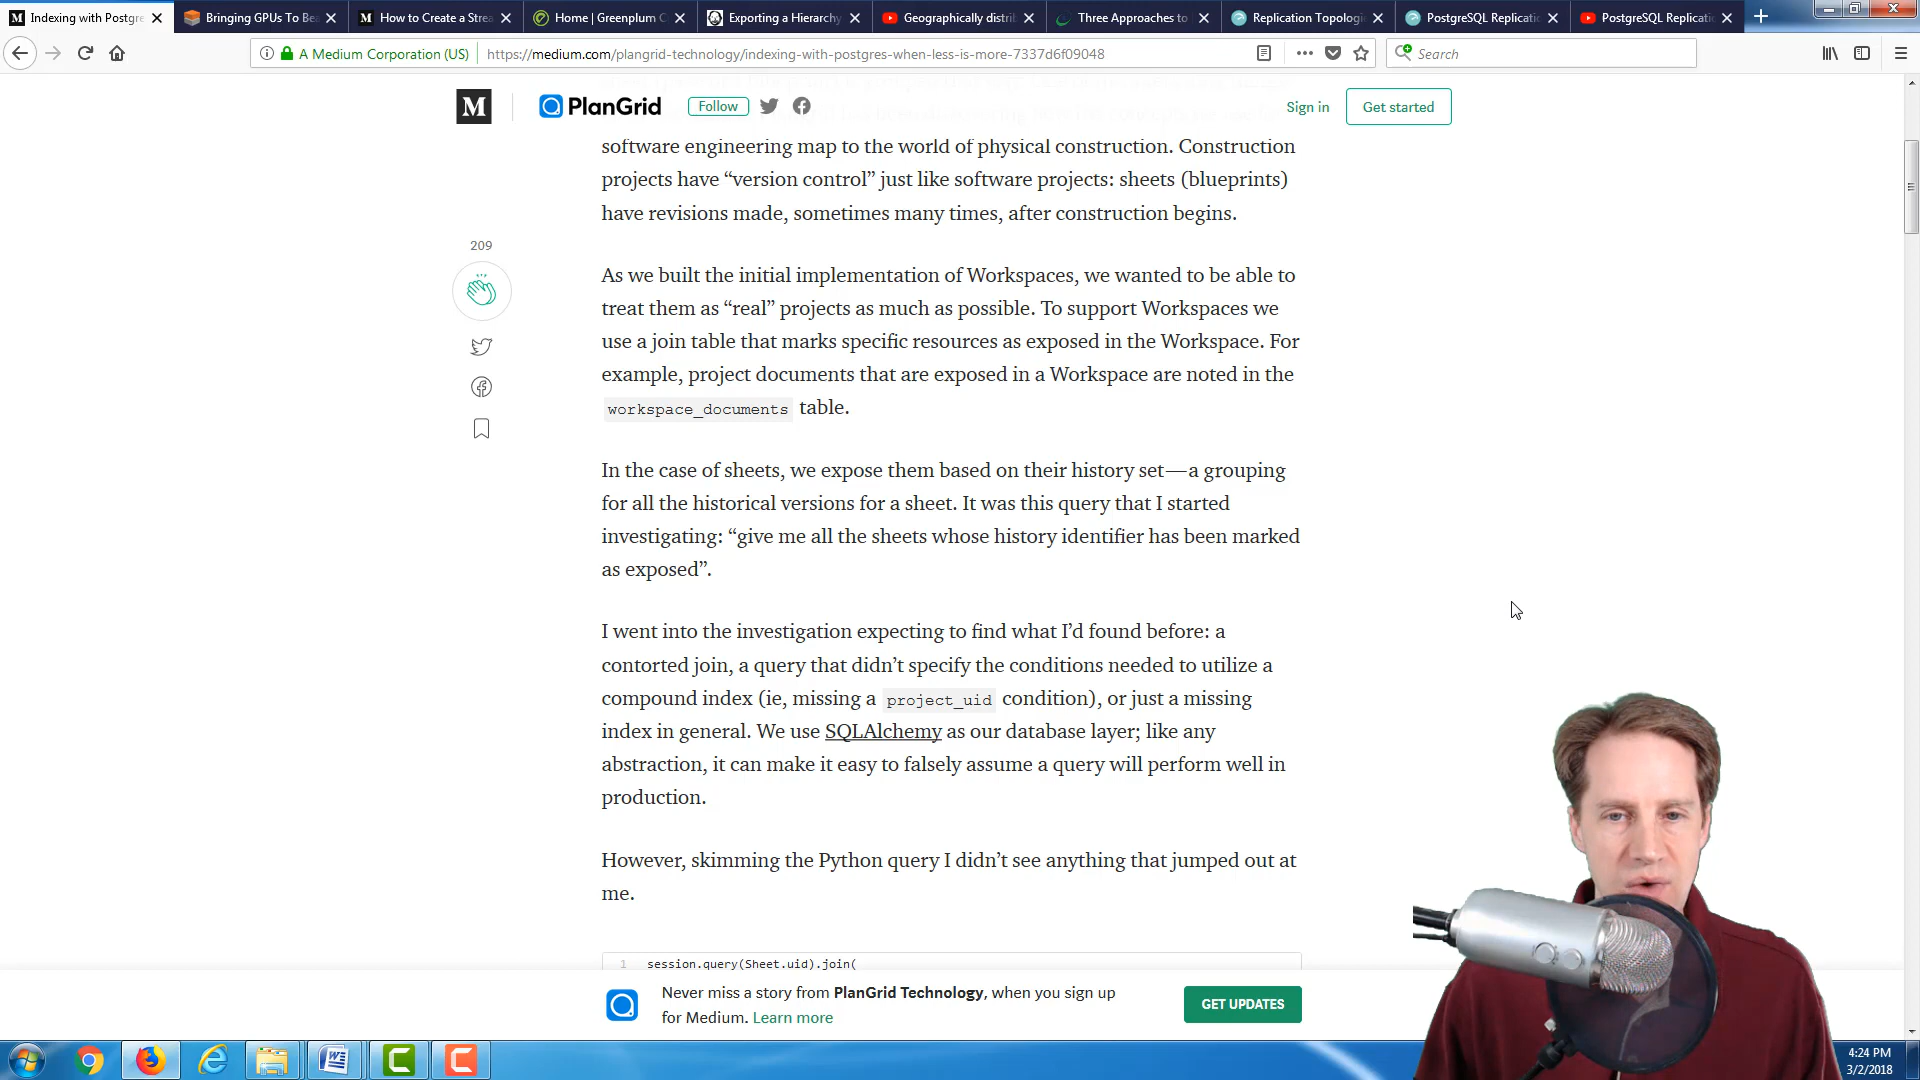 Indexing with Postgre
Bringing GPUs To Be
How to Create a Strea
Home | Greenplum C
Exporting a Hierarchy
Geographically distri
Three Approaches to
Replication Topologi
PostgreSQL Replicati
PostgreSQL Replicati
A Medium Corporation (US)
https://medium.com/plangrid-technology/indexing-with-postgres-when-less-is-more-7337d6f09048
Search
M
PlanGrid
Follow
Sign in
Get started
software engineering map to the world of physical construction. Construction
projects have “version control” just like software projects: sheets (blueprints)
have revisions made, sometimes many times, after construction begins.
209
As we built the initial implementation of Workspaces, we wanted to be able to
treat them as “real” projects as much as possible. To support Workspaces we
use a join table that marks specific resources as exposed in the Workspace. For
example, project documents that are exposed in a Workspace are noted in the
workspace_documents table.
In the case of sheets, we expose them based on their history set—a grouping
for all the historical versions for a sheet. It was this query that I started
investigating: “give me all the sheets whose history identifier has been marked
as exposed”.
I went into the investigation expecting to find what I’d found before: a
contorted join, a query that didn’t specify the conditions needed to utilize a
compound index (ie, missing a project_uid condition), or just a missing
index in general. We use SQLAlchemy as our database layer; like any
abstraction, it can make it easy to falsely assume a query will perform well in
production.
However, skimming the Python query I didn’t see anything that jumped out at
me.
1 session.query(Sheet.uid).join(
Never miss a story from PlanGrid Technology, when you sign up
for Medium. Learn more
GET UPDATES
4:24 PM
3/2/2018